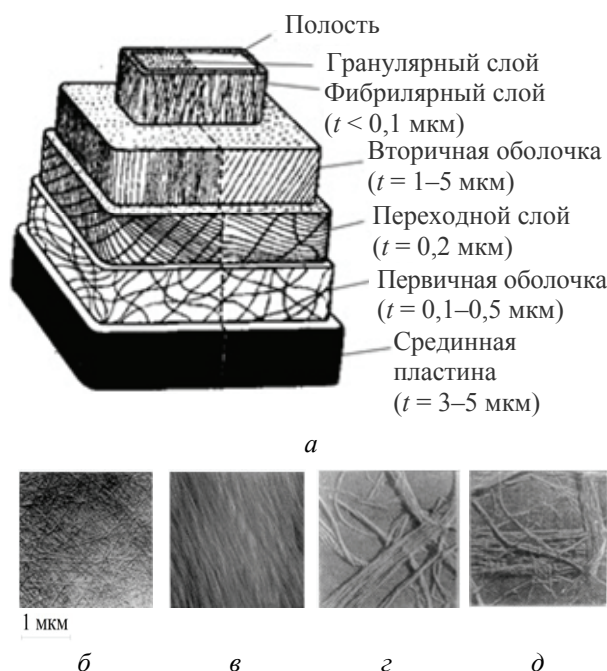 Полость
Гранулярный слой
Фибрилярный слой
(t < 0,1 мкм)
Вторичная оболочка
(t = 1–5 мкм)
Переходной слой
(t = 0,2 мкм)
Первичная оболочка
(t = 0,1–0,5 мкм)
Срединная
пластина
(t = 3–5 мкм)
а
1 мкм
б в г д